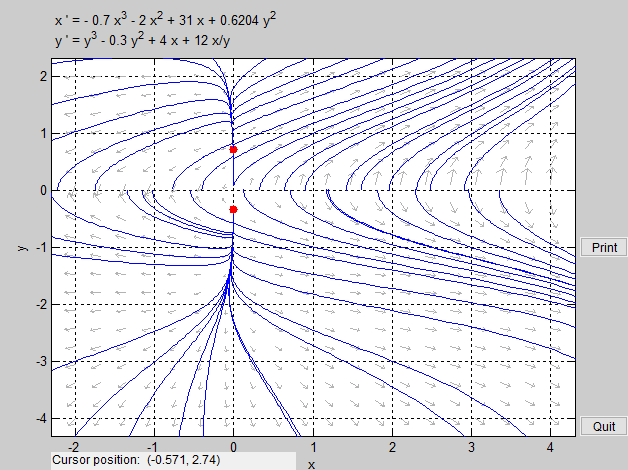 x ' = - 0.7 x³ - 2 x² + 31 x + 0.6204 y²
y ' = y³ - 0.3 y² + 4 x + 12 x/y
2
1
0
-1
-2
-3
-4
y
-2 -1 0 1 2 3 4
x
Print
Quit
Cursor position: (-0.571, 2.74)